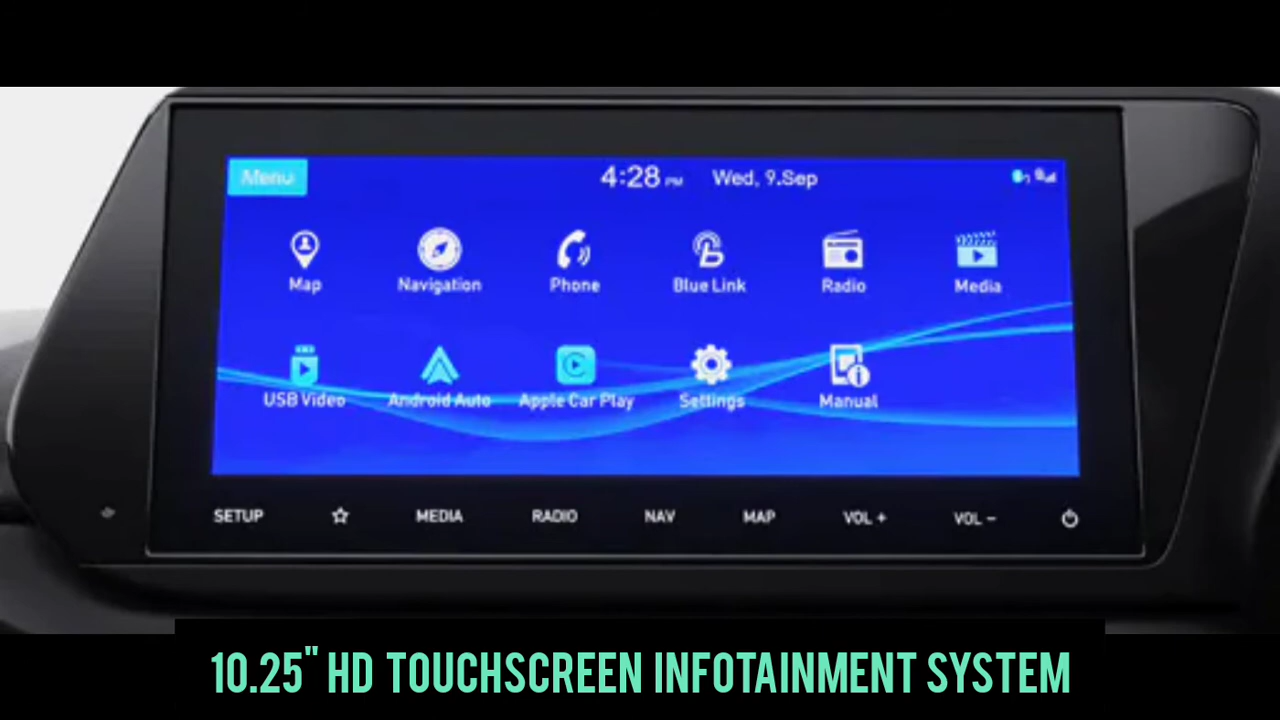 Menu 4:28 PM Wed, 9.Sep
Map Navigation Phone Blue Link Radio Media
USB Video Android Auto Apple Car Play Settings Manual
SETUP MEDIA RADIO NAV MAP VOL + VOL -
10.25" HD TOUCHSCREEN INFOTAINMENT SYSTEM